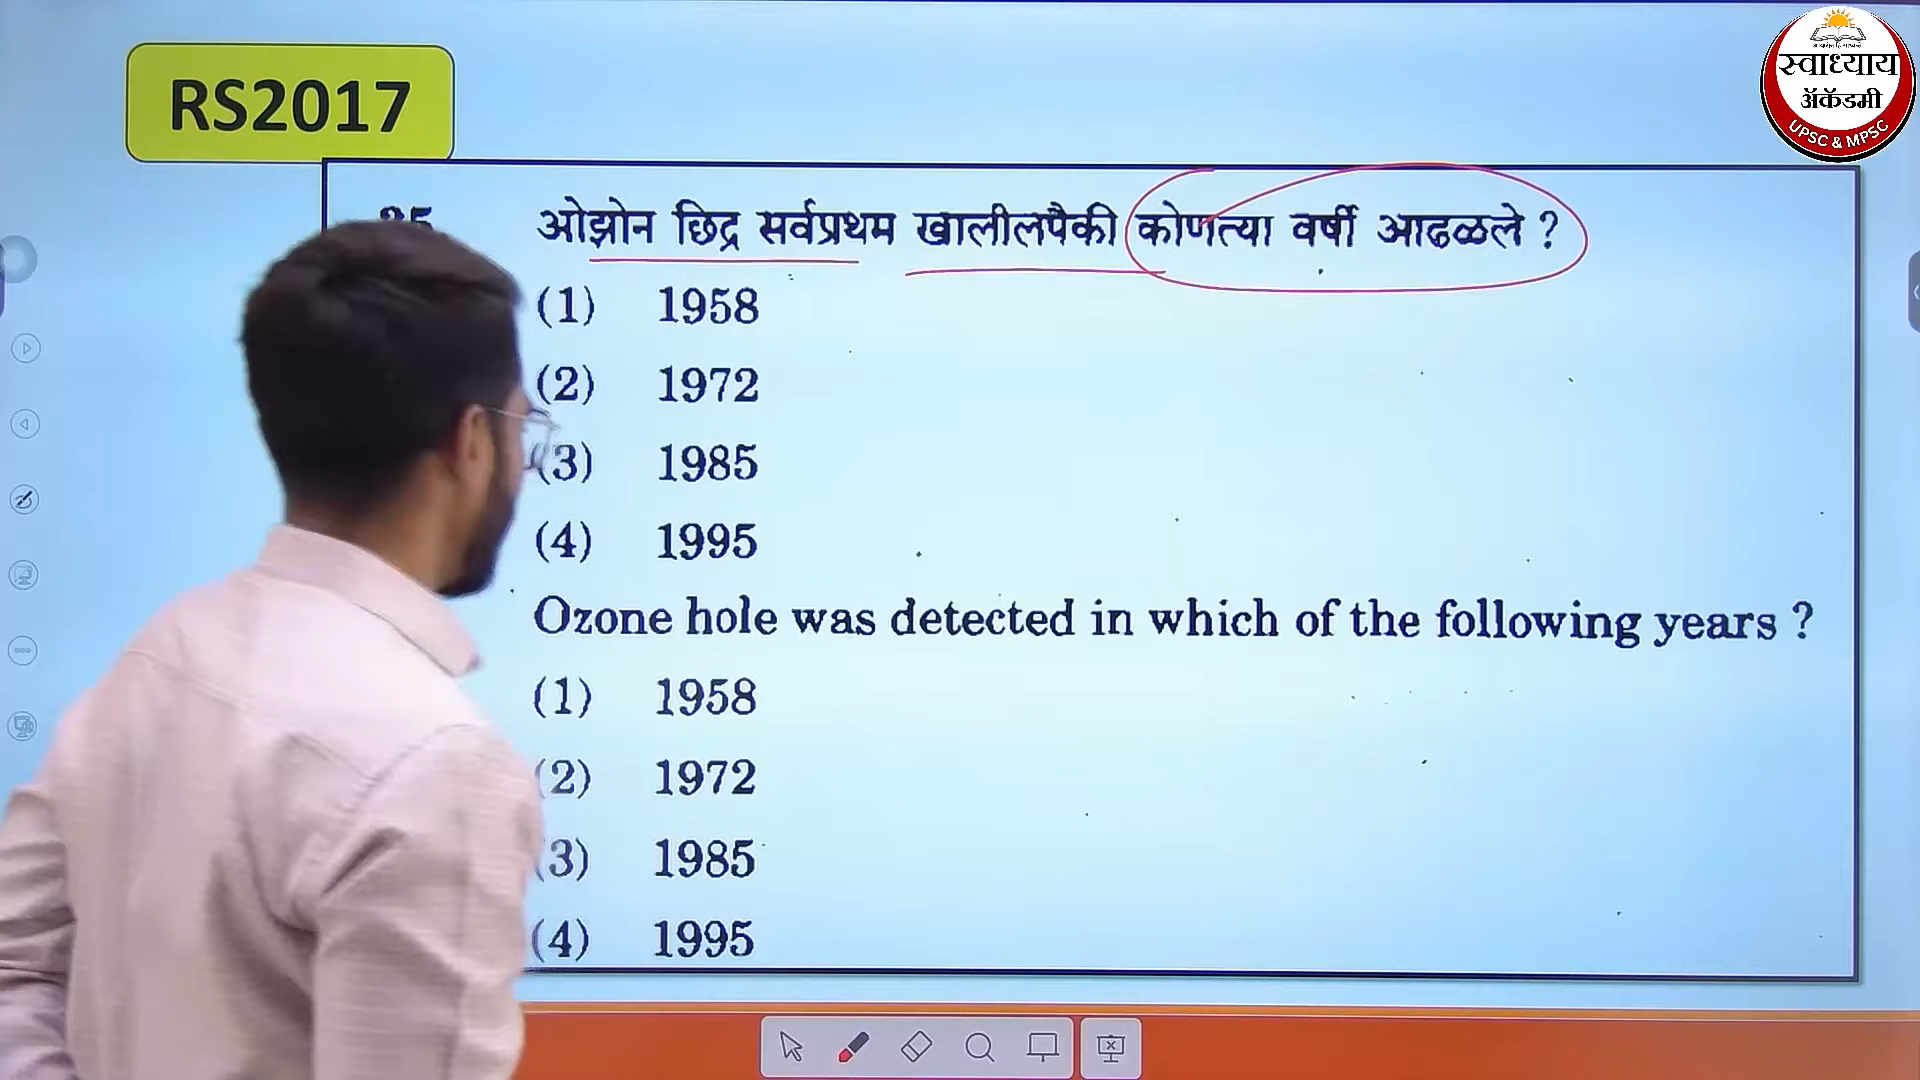 RS2017
स्वाध्याय
ॲकॅडमी
UPSC & MPSC
ओझोन छिद्र सर्वप्रथम खालीलपैकी कोणत्या वर्षी आढळले ?
(1) 1958
(2) 1972
(3) 1985
(4) 1995
Ozone hole was detected in which of the following years ?
(1) 1958
(2) 1972
(3) 1985
(4) 1995